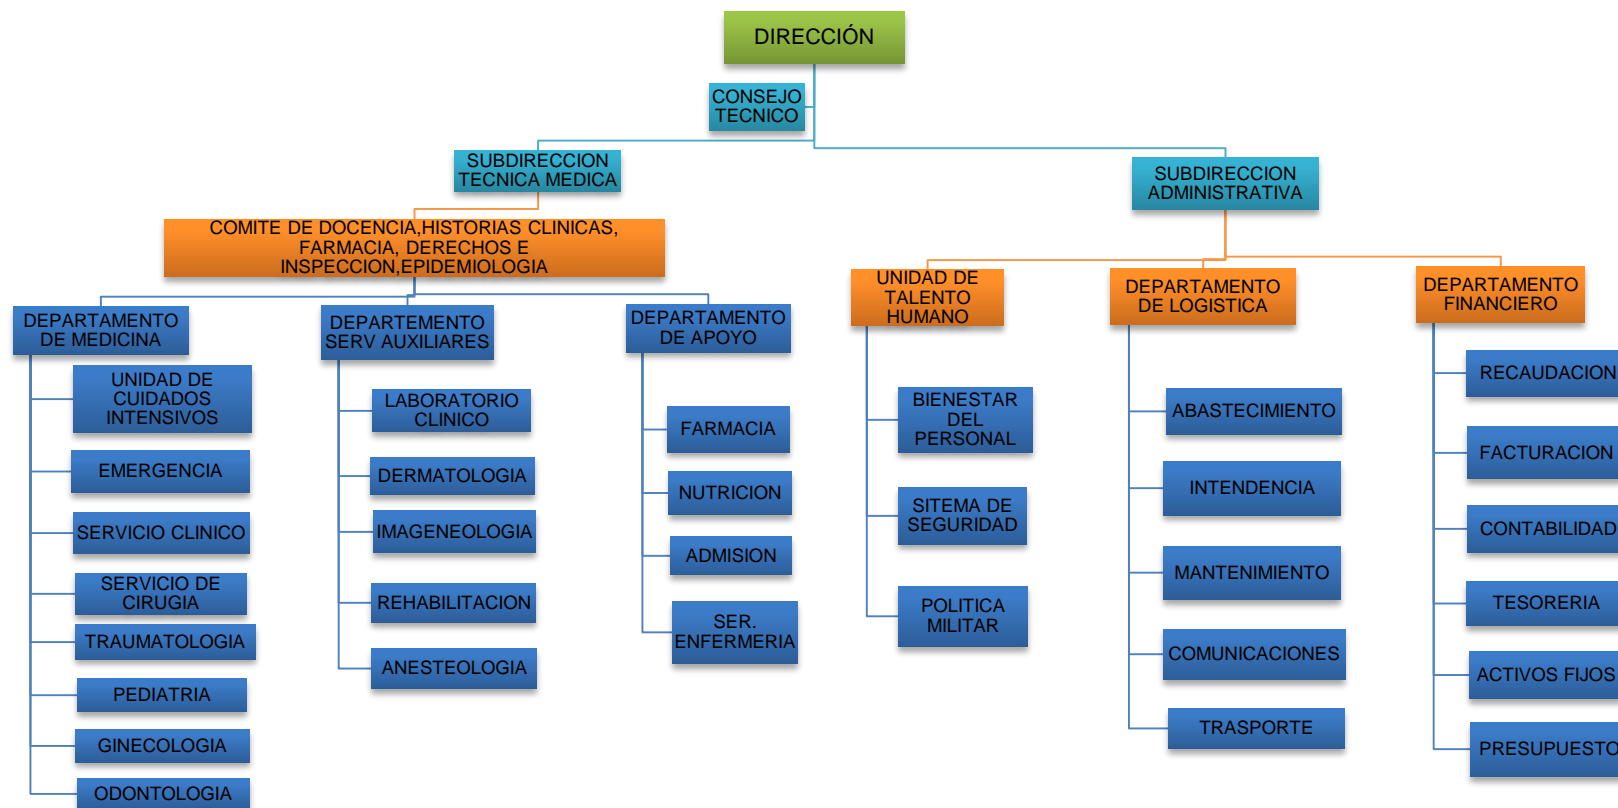 DIRECCIÓN
CONSEJO
TECNICO
SUBDIRECCION
TECNICA MEDICA
SUBDIRECCION
ADMINISTRATIVA
COMITE DE DOCENCIA,HISTORIAS CLINICAS,
FARMACIA, DERECHOS E
INSPECCION,EPIDEMIOLOGIA
DEPARTAMENTO
DE MEDICINA
UNIDAD DE
CUIDADOS
INTENSIVOS
EMERGENCIA
SERVICIO CLINICO
SERVICIO DE
CIRUGIA
TRAUMATOLOGIA
PEDIATRIA
GINECOLOGIA
ODONTOLOGIA
DEPARTEMENTO
SERV AUXILIARES
LABORATORIO
CLINICO
DERMATOLOGIA
IMAGENEOLOGIA
REHABILITACION
ANESTEOLOGIA
DEPARTAMENTO
DE APOYO
FARMACIA
NUTRICION
ADMISION
SER.
ENFERMERIA
UNIDAD DE
TALENTO
HUMANO
BIENESTAR
DEL
PERSONAL
SITEMA DE
SEGURIDAD
POLITICA
MILITAR
DEPARTAMENTO
DE LOGISTICA
ABASTECIMIENTO
INTENDENCIA
MANTENIMIENTO
COMUNICACIONES
TRASPORTE
DEPARTAMENTO
FINANCIERO
RECAUDACION
FACTURACION
CONTABILIDAD
TESORERIA
ACTIVOS FIJOS
PRESUPUESTO